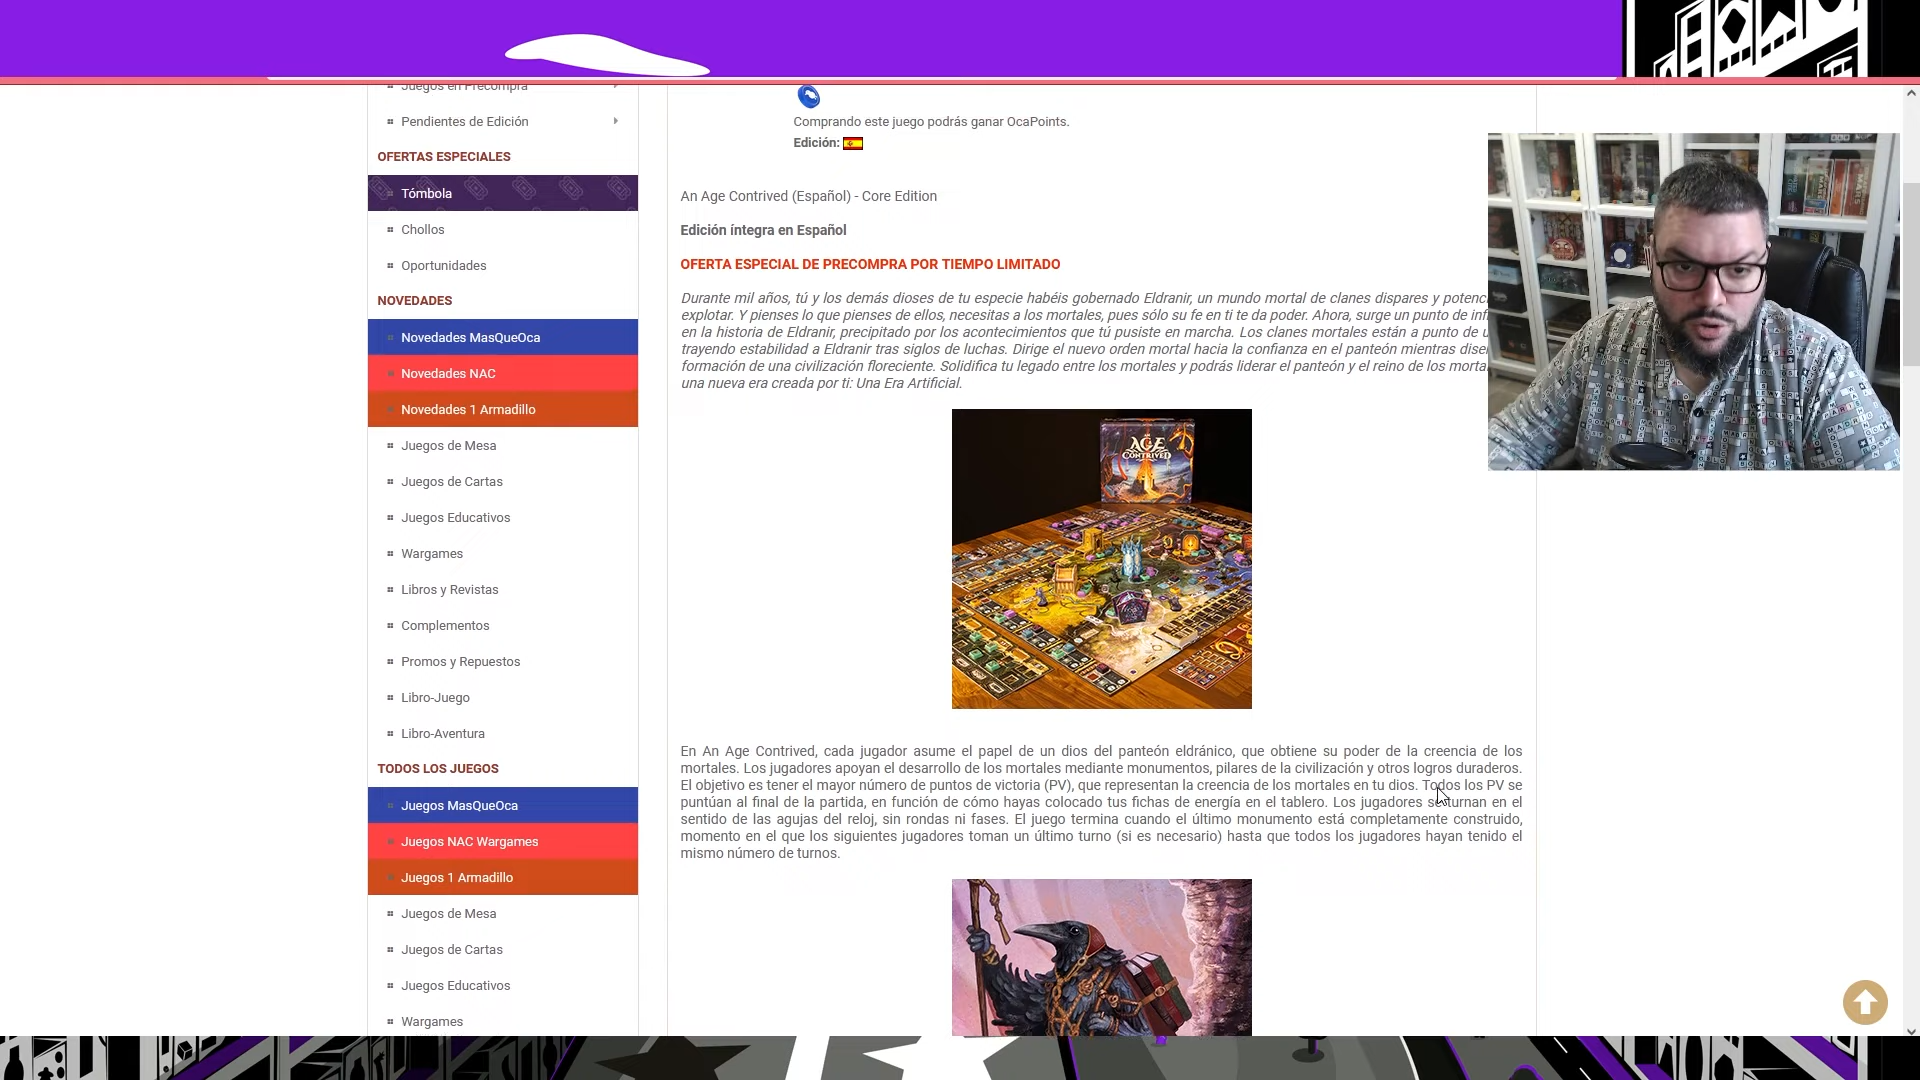 Juegos en Precompra
Pendientes de Edición
OFERTAS ESPECIALES
Tómbola
Chollos
Oportunidades
NOVEDADES
Novedades MasQueOca
Novedades NAC
Novedades 1 Armadillo
Juegos de Mesa
Juegos de Cartas
Juegos Educativos
Wargames
Libros y Revistas
Complementos
Promos y Repuestos
Libro-Juego
Libro-Aventura
TODOS LOS JUEGOS
Juegos MasQueOca
Juegos NAC Wargames
Juegos 1 Armadillo
Juegos de Mesa
Juegos de Cartas
Juegos Educativos
Wargames
Comprando este juego podrás ganar OcaPoints.
Edición:
An Age Contrived (Español) - Core Edition
Edición íntegra en Español
OFERTA ESPECIAL DE PRECOMPRA POR TIEMPO LIMITADO
Durante mil años, tú y los demás dioses de tu especie habéis gobernado Eldranir, un mundo mortal de clanes dispares y
explotar. Y pienses lo que pienses de ellos, necesitas a los mortales, pues sólo su fe en ti te da poder. Ahora, surge un punto de
en la historia de Eldranir, precipitado por los acontecimientos que tú pusiste en marcha. Los clanes mortales están a punto de
trayendo estabilidad a Eldranir tras siglos de luchas. Dirige el nuevo orden mortal hacia la confianza en el panteón mientras
formación de una civilización floreciente. Solidifica tu legado entre los mortales y podrás liderar el panteón y el reino de los
una nueva era creada por ti: Una Era Artificial.
AGE
CONTRIVED
En An Age Contrived, cada jugador asume el papel de un dios del panteón eldránico, que obtiene su poder de la creencia de los
mortales. Los jugadores apoyan el desarrollo de los mortales mediante monumentos, pilares de la civilización y otros logros duraderos.
El objetivo es tener el mayor número de puntos de victoria (PV), que representan la creencia de los mortales en tu dios. Todos los PV se
puntúan al final de la partida, en función de cómo hayas colocado tus fichas de energía en el tablero. Los jugadores se turnan en el
sentido de las agujas del reloj, sin rondas ni fases. El juego termina cuando el último monumento está completamente construido,
momento en el que los siguientes jugadores toman un último turno (si es necesario) hasta que todos los jugadores hayan tenido el
mismo número de turnos.